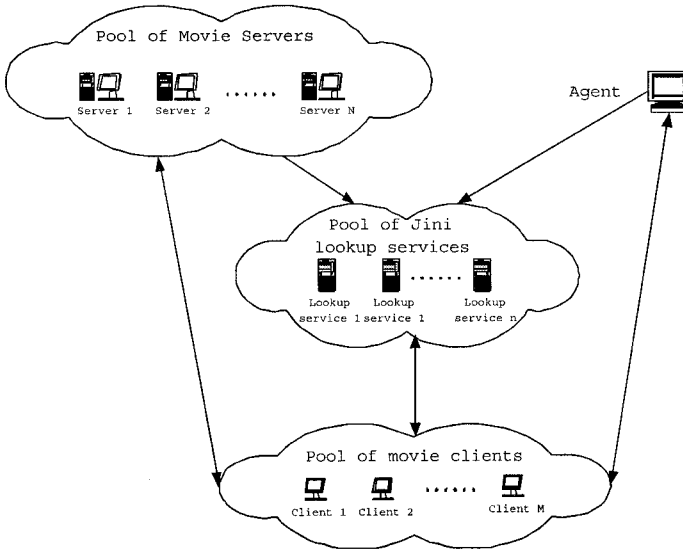 Pool of Movie Servers
Server 1 Server 2 ...... Server N
Agent
Pool of Jini
lookup services
......
Lookup Lookup Lookup
service 1 service 1 service n
Pool of movie clients
......
Client 1 Client 2 Client M